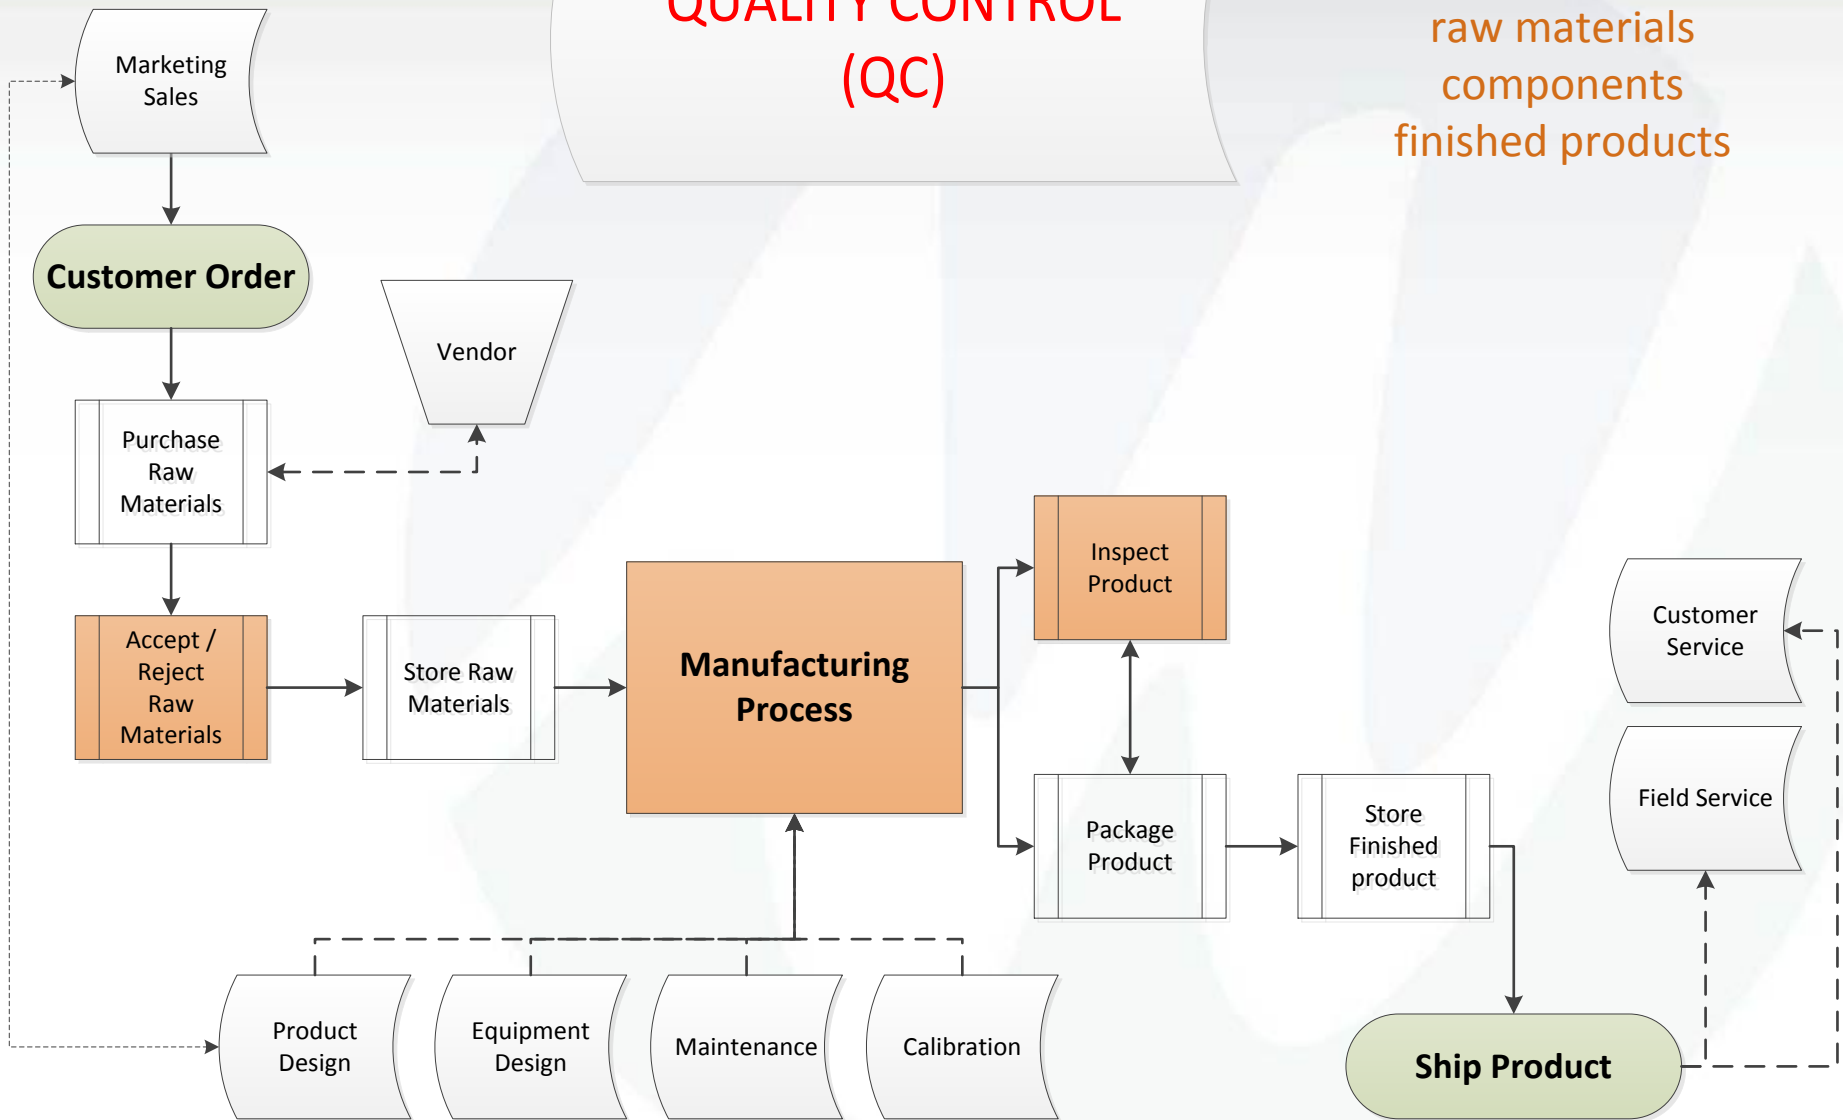 QUALITY CONTROL
(QC)
raw materials
components
finished products
Marketing
Sales
Customer Order
Vendor
Purchase
Raw
Materials
Accept /
Reject
Raw
Materials
Store Raw
Materials
Manufacturing
Process
Inspect
Product
Package
Product
Store
Finished
product
Customer
Service
Field Service
Product
Design
Equipment
Design
Maintenance
Calibration
Ship Product